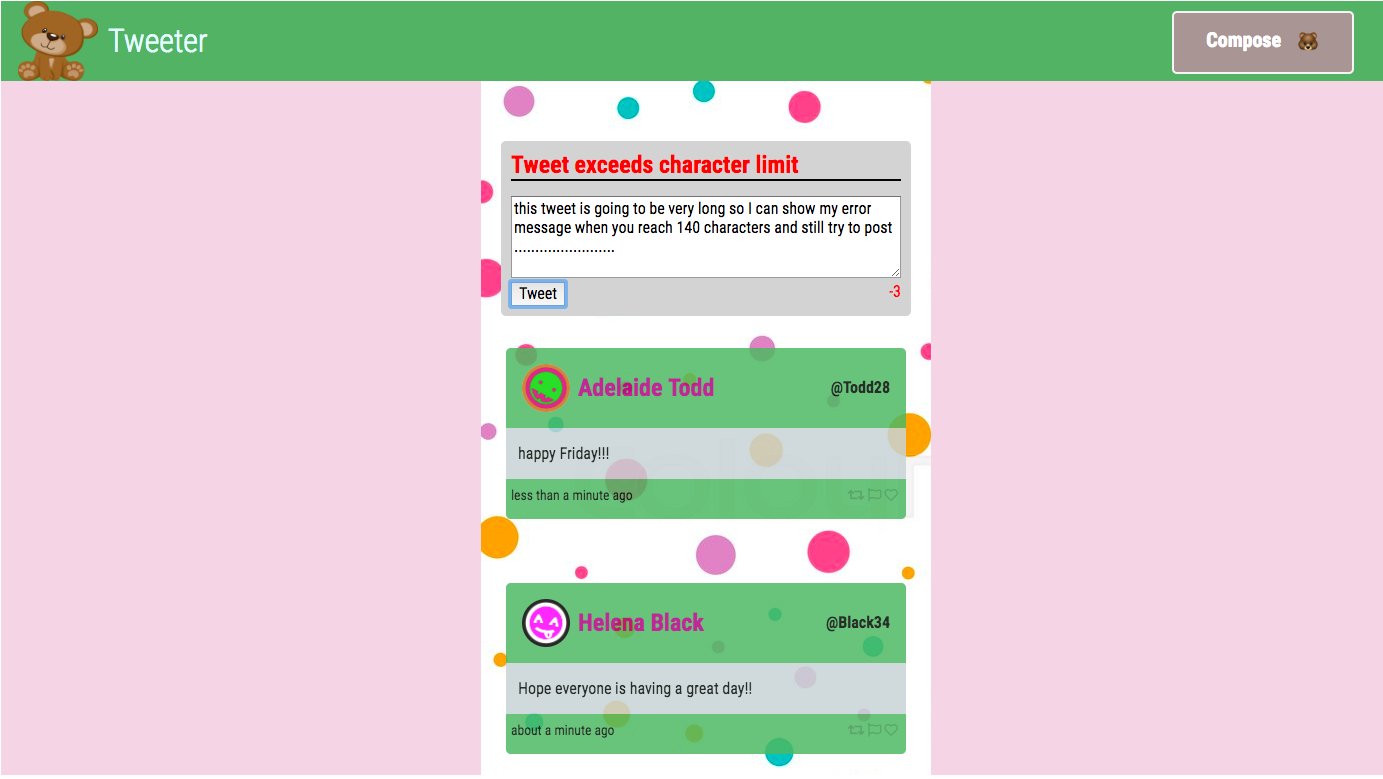 Tweeter
Compose
Tweet exceeds character limit
this tweet is going to be very long so I can show my error
message when you reach 140 characters and still try to post
........................
Tweet
-3
Adelaide Todd
@Todd28
happy Friday!!!
less than a minute ago
Helena Black
@Black34
Hope everyone is having a great day!!
about a minute ago